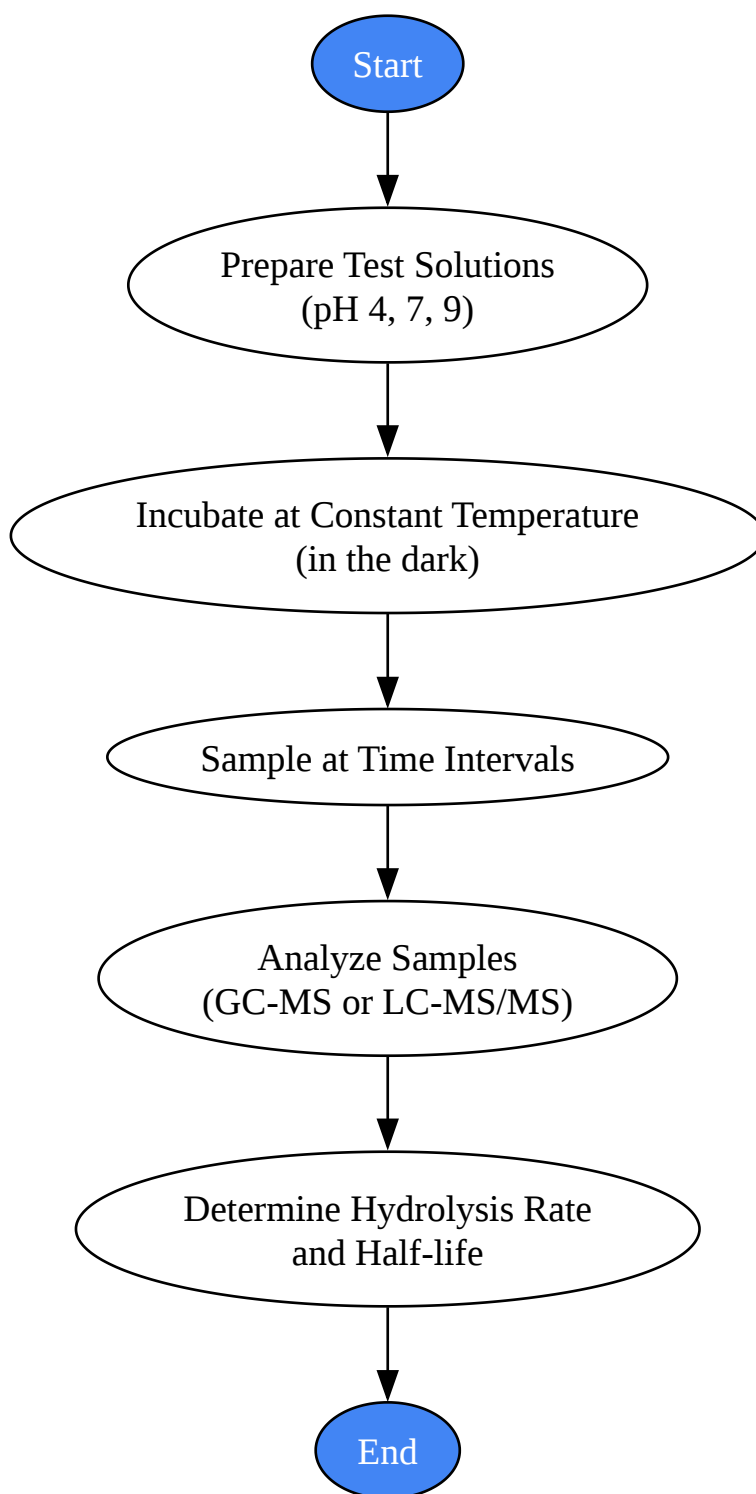 Start
Prepare Test Solutions
(pH 4, 7, 9)
Incubate at Constant Temperature
(in the dark)
Sample at Time Intervals
Analyze Samples
(GC-MS or LC-MS/MS)
Determine Hydrolysis Rate
and Half-life
End